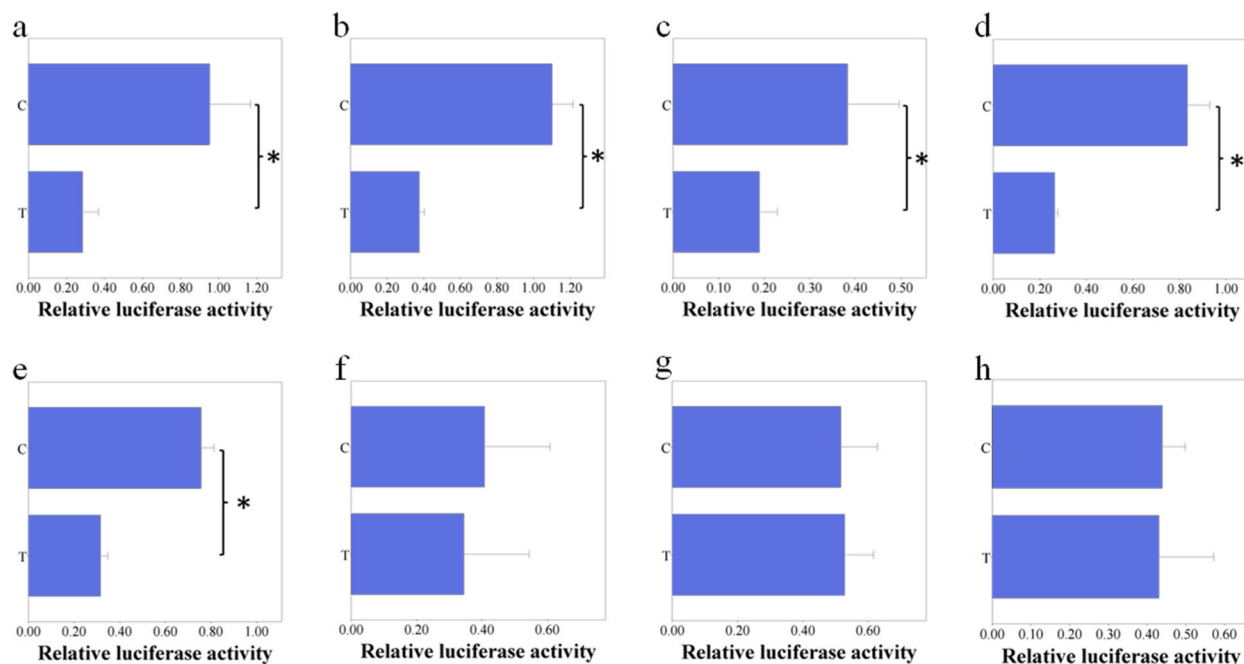 a b c d
C C C C
* * * *
T T T T
0.00 0.20 0.40 0.60 0.80 1.00 1.20 0.00 0.20 0.40 0.60 0.80 1.00 1.20 0.00 0.10 0.20 0.30 0.40 0.50 0.00 0.20 0.40 0.60 0.80 1.00
Relative luciferase activity Relative luciferase activity Relative luciferase activity Relative luciferase activity
e f g h
C C C C
*
T T T T
0.00 0.20 0.40 0.60 0.80 1.00 0.00 0.20 0.40 0.60 0.00 0.20 0.40 0.60 0.00 0.10 0.20 0.30 0.40 0.50 0.60
Relative luciferase activity Relative luciferase activity Relative luciferase activity Relative luciferase activity